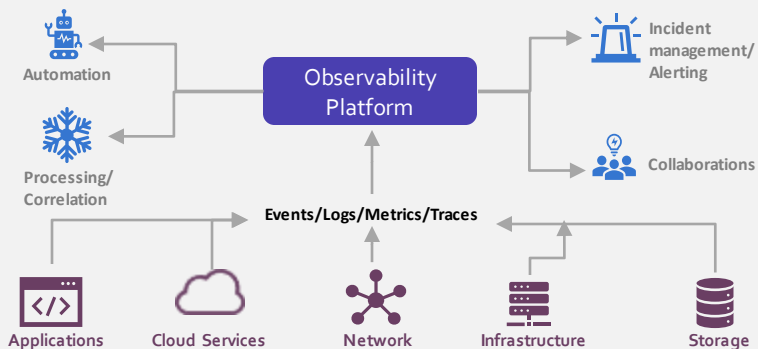 Automation
Processing/
Correlation
Observability
Platform
Incident
management/
Alerting
Collaborations
Events/Logs/Metrics/Traces
</>
Applications
Cloud Services
Network
Infrastructure
Storage